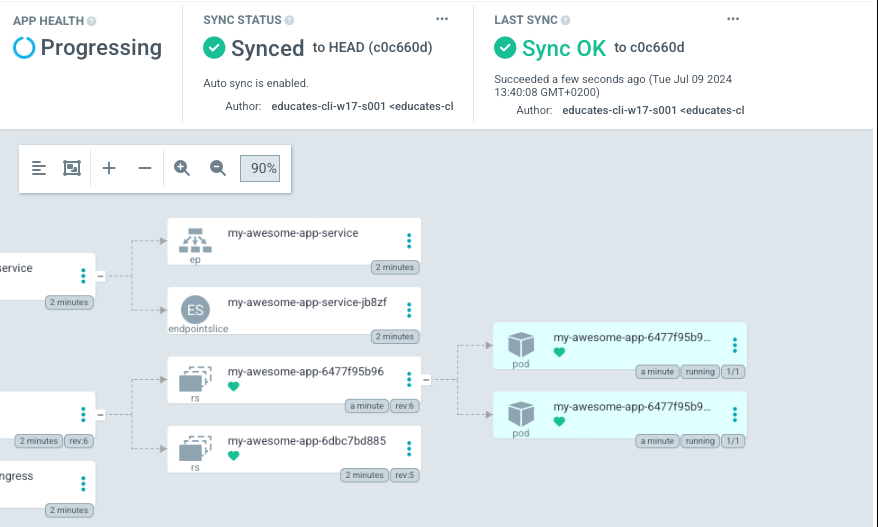 APP HEALTH
Progressing
SYNC STATUS
Synced to HEAD (c0c660d)
Auto sync is enabled.
Author: educates-cli-w17-s001 <educates-cl
LAST SYNC
Sync OK to c0c660d
Succeeded a few seconds ago (Tue Jul 09 2024
13:40:08 GMT+0200)
Author: educates-cli-w17-s001 <educates-cl
90%
my-awesome-app-service
ep
2 minutes
ervice
2 minutes
ES
my-awesome-app-service-jb8zf
endpointslice
2 minutes
my-awesome-app-6477f95b9...
pod
a minute running 1/1
my-awesome-app-6477f95b96
rs
a minute rev:6
my-awesome-app-6477f95b9...
pod
a minute running 1/1
2 minutes rev:6
my-awesome-app-6dbc7bd885
rs
2 minutes rev:5
ngress
2 minutes